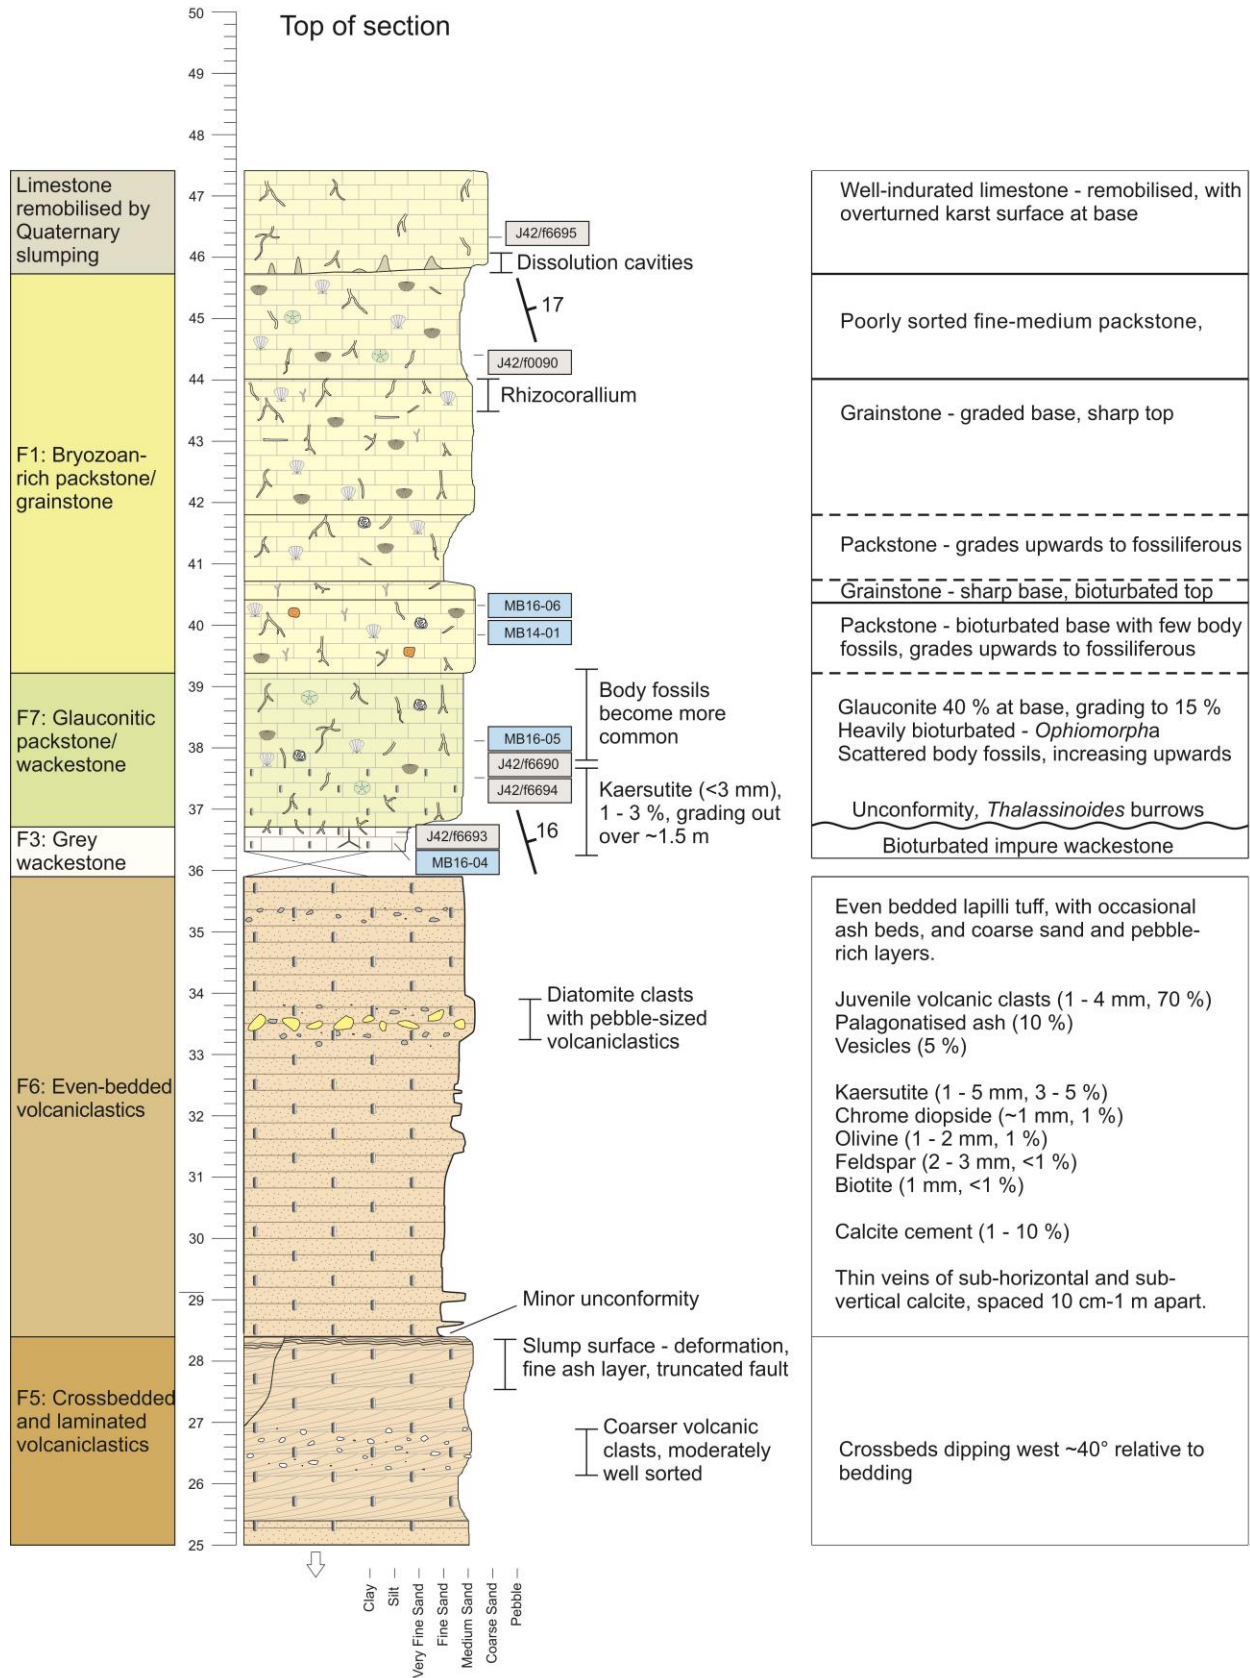 Top of section
50
49
48
47
46
45
44
43
42
41
40
39
38
37
36
35
34
33
32
31
30
29
28
27
26
25
Limestone
remobilised by
Quaternary
slumping
F1: Bryozoan-
rich packstone/
grainstone
F7: Glauconitic
packstone/
wackestone
F3: Grey
wackestone
F6: Even-bedded
volcaniclastics
F5: Crossbedded
and laminated
volcaniclastics
J42/f6695
Dissolution cavities
17
J42/f0090
Rhizocorallium
MB16-06
MB14-01
Body fossils
become more
common
MB16-05
J42/f6690
J42/f6694
Kaersutite (<3 mm),
1 - 3 %, grading out
over ~1.5 m
J42/f6693
MB16-04
16
Diatomite clasts
with pebble-sized
volcaniclastics
Minor unconformity
Slump surface - deformation,
fine ash layer, truncated fault
Coarser volcanic
clasts, moderately
well sorted
Well-indurated limestone - remobilised, with
overturned karst surface at base
Poorly sorted fine-medium packstone,
Grainstone - graded base, sharp top
Packstone - grades upwards to fossiliferous
Grainstone - sharp base, bioturbated top
Packstone - bioturbated base with few body
fossils, grades upwards to fossiliferous
Glauconite 40 % at base, grading to 15 %
Heavily bioturbated - Ophiomorpha
Scattered body fossils, increasing upwards
Unconformity, Thalassinoides burrows
Bioturbated impure wackestone
Even bedded lapilli tuff, with occasional
ash beds, and coarse sand and pebble-
rich layers.
Juvenile volcanic clasts (1 - 4 mm, 70 %)
Palagonatised ash (10 %)
Vesicles (5 %)
Kaersutite (1 - 5 mm, 3 - 5 %)
Chrome diopside (~1 mm, 1 %)
Olivine (1 - 2 mm, 1 %)
Feldspar (2 - 3 mm, <1 %)
Biotite (1 mm, <1 %)
Calcite cement (1 - 10 %)
Thin veins of sub-horizontal and sub-
vertical calcite, spaced 10 cm-1 m apart.
Crossbeds dipping west ~40° relative to
bedding
Clay
Silt
Very Fine Sand
Fine Sand
Medium Sand
Coarse Sand
Pebble